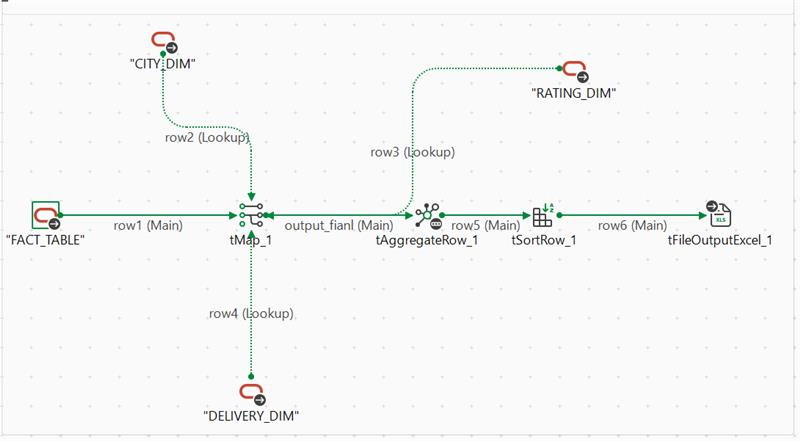 "CITY_DIM"
"RATING_DIM"
row2 (Lookup)
row3 (Lookup)
row1 (Main)
output_fianl (Main)
row5 (Main)
row6 (Main)
"FACT_TABLE"
tMap_1
tAggregateRow_1
tSortRow_1
tFileOutputExcel_1
XLS
row4 (Lookup)
"DELIVERY_DIM"